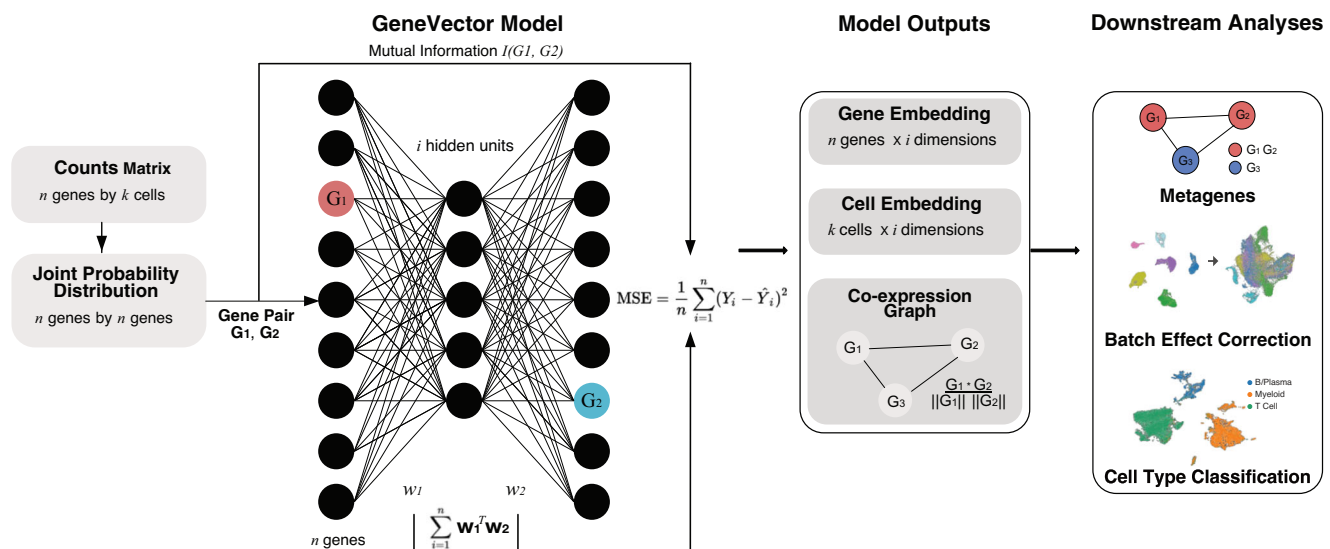 GeneVector Model
Model Outputs
Downstream Analyses
Mutual Information I(G1, G2)
Counts Matrix
n genes by k cells
Joint Probability
Distribution
n genes by n genes
Gene Pair
G1, G2
G1
i hidden units
G2
w1
w2
n genes
∑ i=1 n w1ᵀw2
MSE = 1/n ∑ i=1 n (Yi − Ŷi)²
Gene Embedding
n genes x i dimensions
Cell Embedding
k cells x i dimensions
Co-expression
Graph
G1
G2
G3
G1 * G2
||G1|| ||G2||
G1
G2
G3
G1 G2
G3
Metagenes
Batch Effect Correction
B/Plasma
Myeloid
T Cell
Cell Type Classification